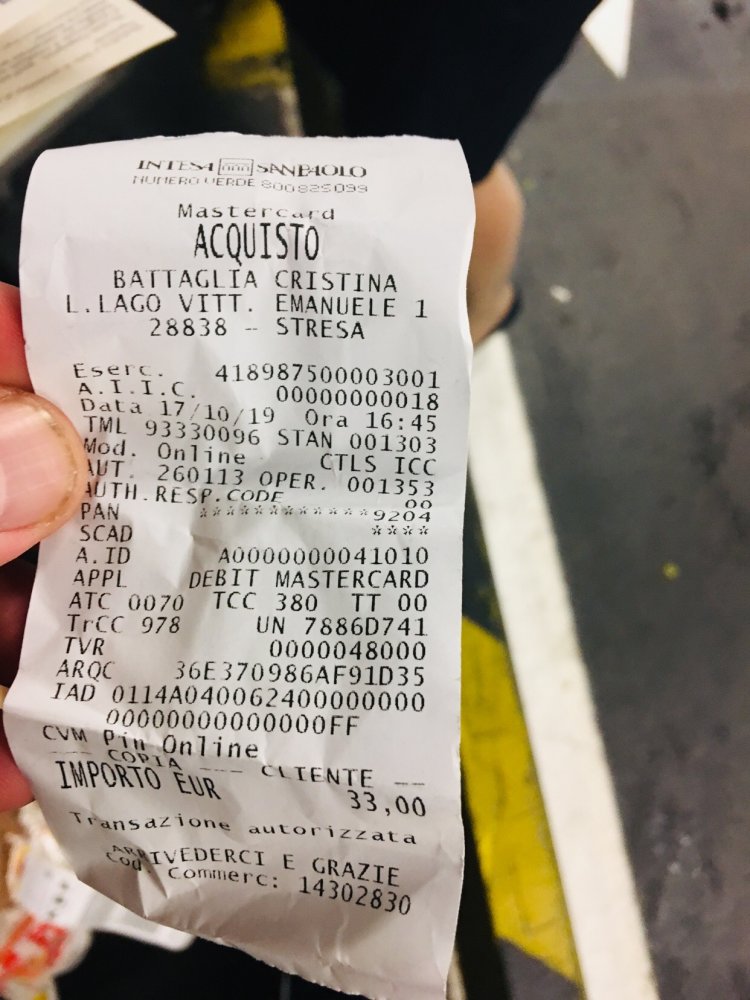 INTESA SANPAOLO
NUMERO VERDE 800825099
Mastercard
ACQUISTO
BATTAGLIA CRISTINA
L.LAGO VITT. EMANUELE 1
28838 - STRESA
Eserc. 418987500003001
A.I.I.C. 00000000018
Data 17/10/19 Ora 16:45
TML 93330096 STAN 001303
Mod. Online CTLS ICC
AUT. 260113 OPER. 001353
AUTH.RESP.CODE 00
PAN ************9204
SCAD ****
A.ID A0000000041010
APPL DEBIT MASTERCARD
ATC 0070 TCC 380 TT 00
TrCC 978 UN 7886D741
TVR 0000048000
ARQC 36E370986AF91D35
IAD 0114A040062400000000
00000000000000FF
CVM Pin Online
--- COPIA --- CLIENTE ---
IMPORTO EUR 33,00
Transazione autorizzata
ARRIVEDERCI E GRAZIE
Cod. Commerc: 14302830